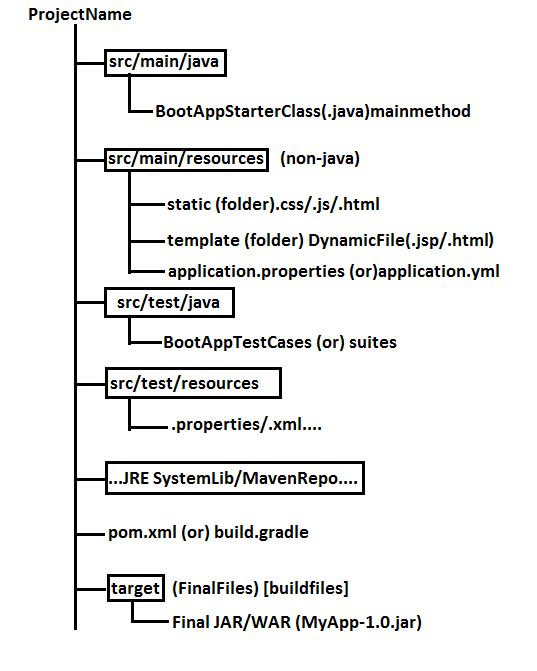 ProjectName
src/main/java
BootAppStarterClass(.java)mainmethod
src/main/resources (non-java)
static (folder).css/.js/.html
template (folder) DynamicFile(.jsp/.html)
application.properties (or)application.yml
src/test/java
BootAppTestCases (or) suites
src/test/resources
.properties/.xml....
...JRE SystemLib/MavenRepo....
pom.xml (or) build.gradle
target (FinalFiles) [buildfiles]
Final JAR/WAR (MyApp-1.0.jar)